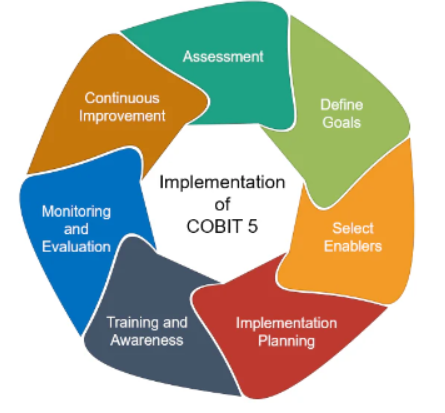 Assessment
Define
Goals
Select
Enablers
Implementation
Planning
Training and
Awareness
Monitoring
and
Evaluation
Continuous
Improvement
Implementation
of
COBIT 5